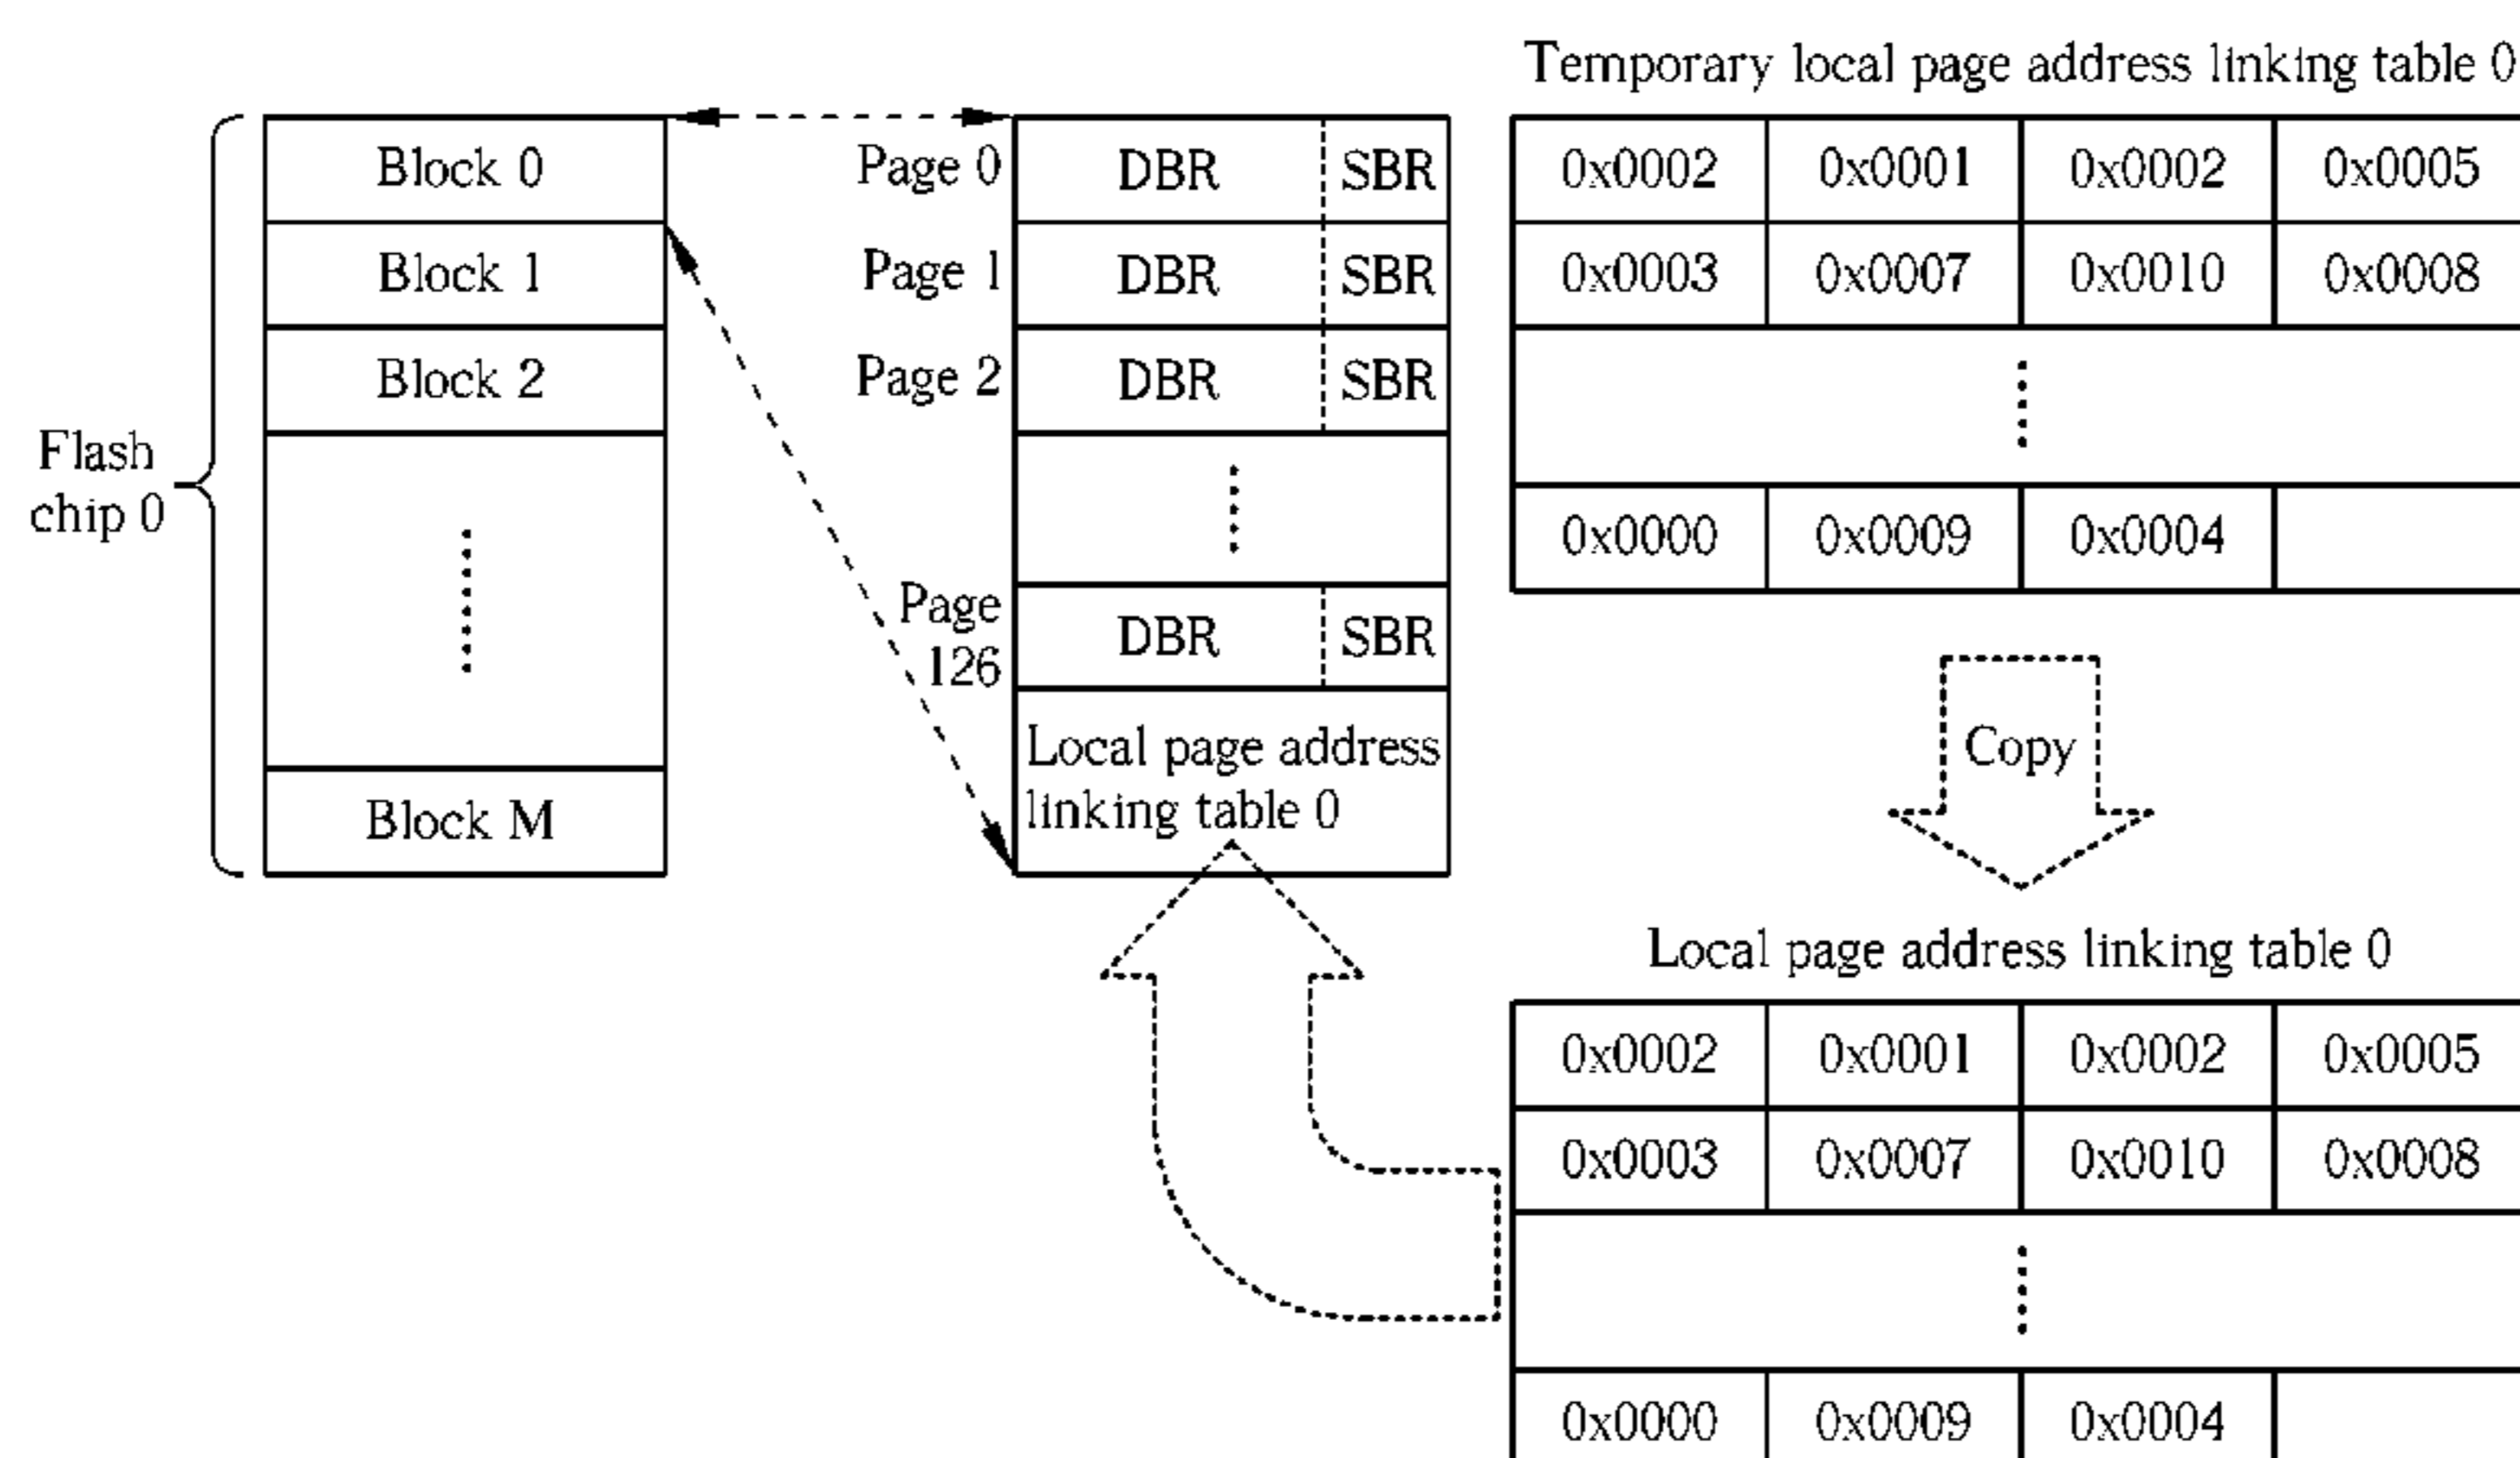 Temporary local page address linking table 0
Flash
chip 0
Block 0
Block 1
Block 2
Block M
Page 0 DBR SBR
Page 1 DBR SBR
Page 2 DBR SBR
Page
126
DBR SBR
Local page address
linking table 0
0x0002 0x0001 0x0002 0x0005
0x0003 0x0007 0x0010 0x0008
0x0000 0x0009 0x0004
Copy
Local page address linking table 0
0x0002 0x0001 0x0002 0x0005
0x0003 0x0007 0x0010 0x0008
0x0000 0x0009 0x0004